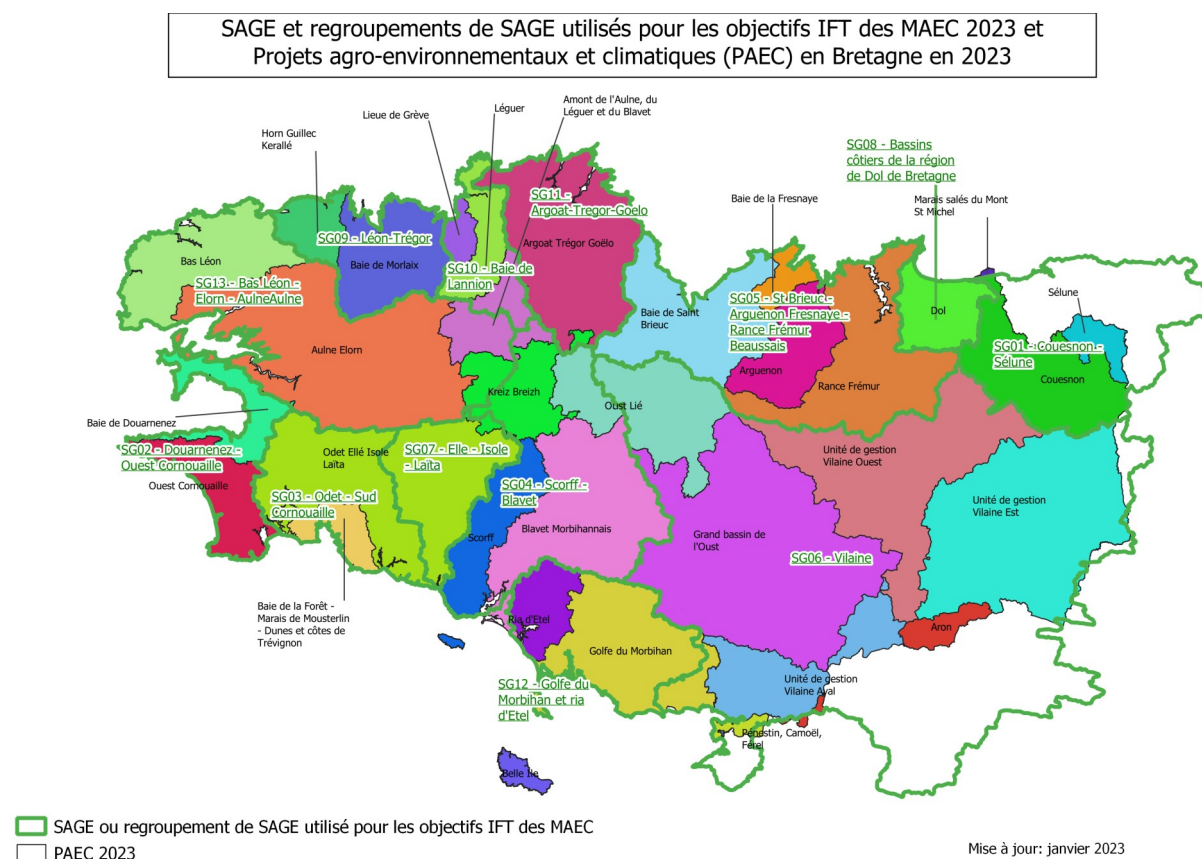 SAGE et regroupements de SAGE utilisés pour les objectifs IFT des MAEC 2023 et
Projets agro-environnementaux et climatiques (PAEC) en Bretagne en 2023
Amont de l'Aulne, du
Léguer et du Blavet
Léguer
Lieue de Grève
Horn Guillec
Kerallé
SG08 - Bassins
côtiers de la région
de Dol de Bretagne
Baie de la Fresnaye
Marais salés du Mont
St Michel
SG11 -
Argoat-Tregor-Goelo
Argoat Trégor Goëlo
SG09 - Léon-Trégor
Baie de Morlaix
Bas Léon
SG10 - Baie de
Lannion
SG13 - Bas Léon -
Elorn - AulneAulne
Sélune
SG05 - St Brieuc -
Arguenon Fresnaye -
Rance Frémur
Beaussais
Baie de Saint
Brieuc
Dol
SG01 - Couesnon -
Sélune
Couesnon
Aulne Elorn
Arguenon
Rance Frémur
Kreiz Breizh
Oust Lié
Baie de Douarnenez
SG02 - Douarnenez -
Ouest Cornouaille
Ouest Cornouaille
Odet Ellé Isole
Laïta
SG07 - Elle - Isole
- Laïta
Unité de gestion
Vilaine Ouest
SG03 - Odet - Sud
Cornouaille
SG04 - Scorff -
Blavet
Unité de gestion
Vilaine Est
Scorff
Blavet Morbihannais
Grand bassin de
l'Oust
SG06 - Vilaine
Baie de la Forêt -
Marais de Mousterlin
- Dunes et côtes de
Trévignon
Ria d'Etel
Aron
Golfe du Morbihan
SG12 - Golfe du
Morbihan et ria
d'Etel
Unité de gestion
Vilaine Aval
Pénestin, Camoël,
Férel
Belle Ile
SAGE ou regroupement de SAGE utilisé pour les objectifs IFT des MAEC
PAEC 2023
Mise à jour: janvier 2023